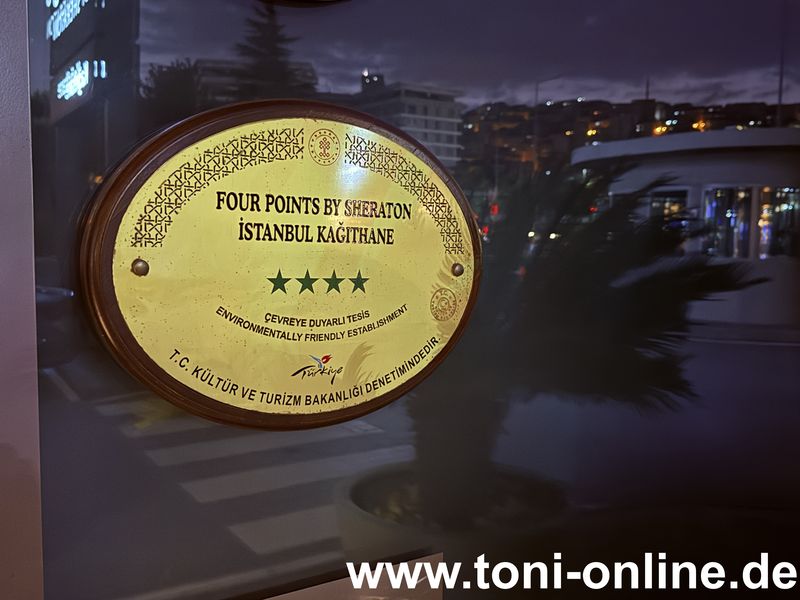 FOUR POINTS BY SHERATON
İSTANBUL KAĞITHANE
ÇEVREYE DUYARLI TESİS
ENVIRONMENTALLY FRIENDLY ESTABLISHMENT
Türkiye
T.C. KÜLTÜR VE TURİZM BAKANLIĞI DENETİMİNDEDİR.
www.toni-online.de